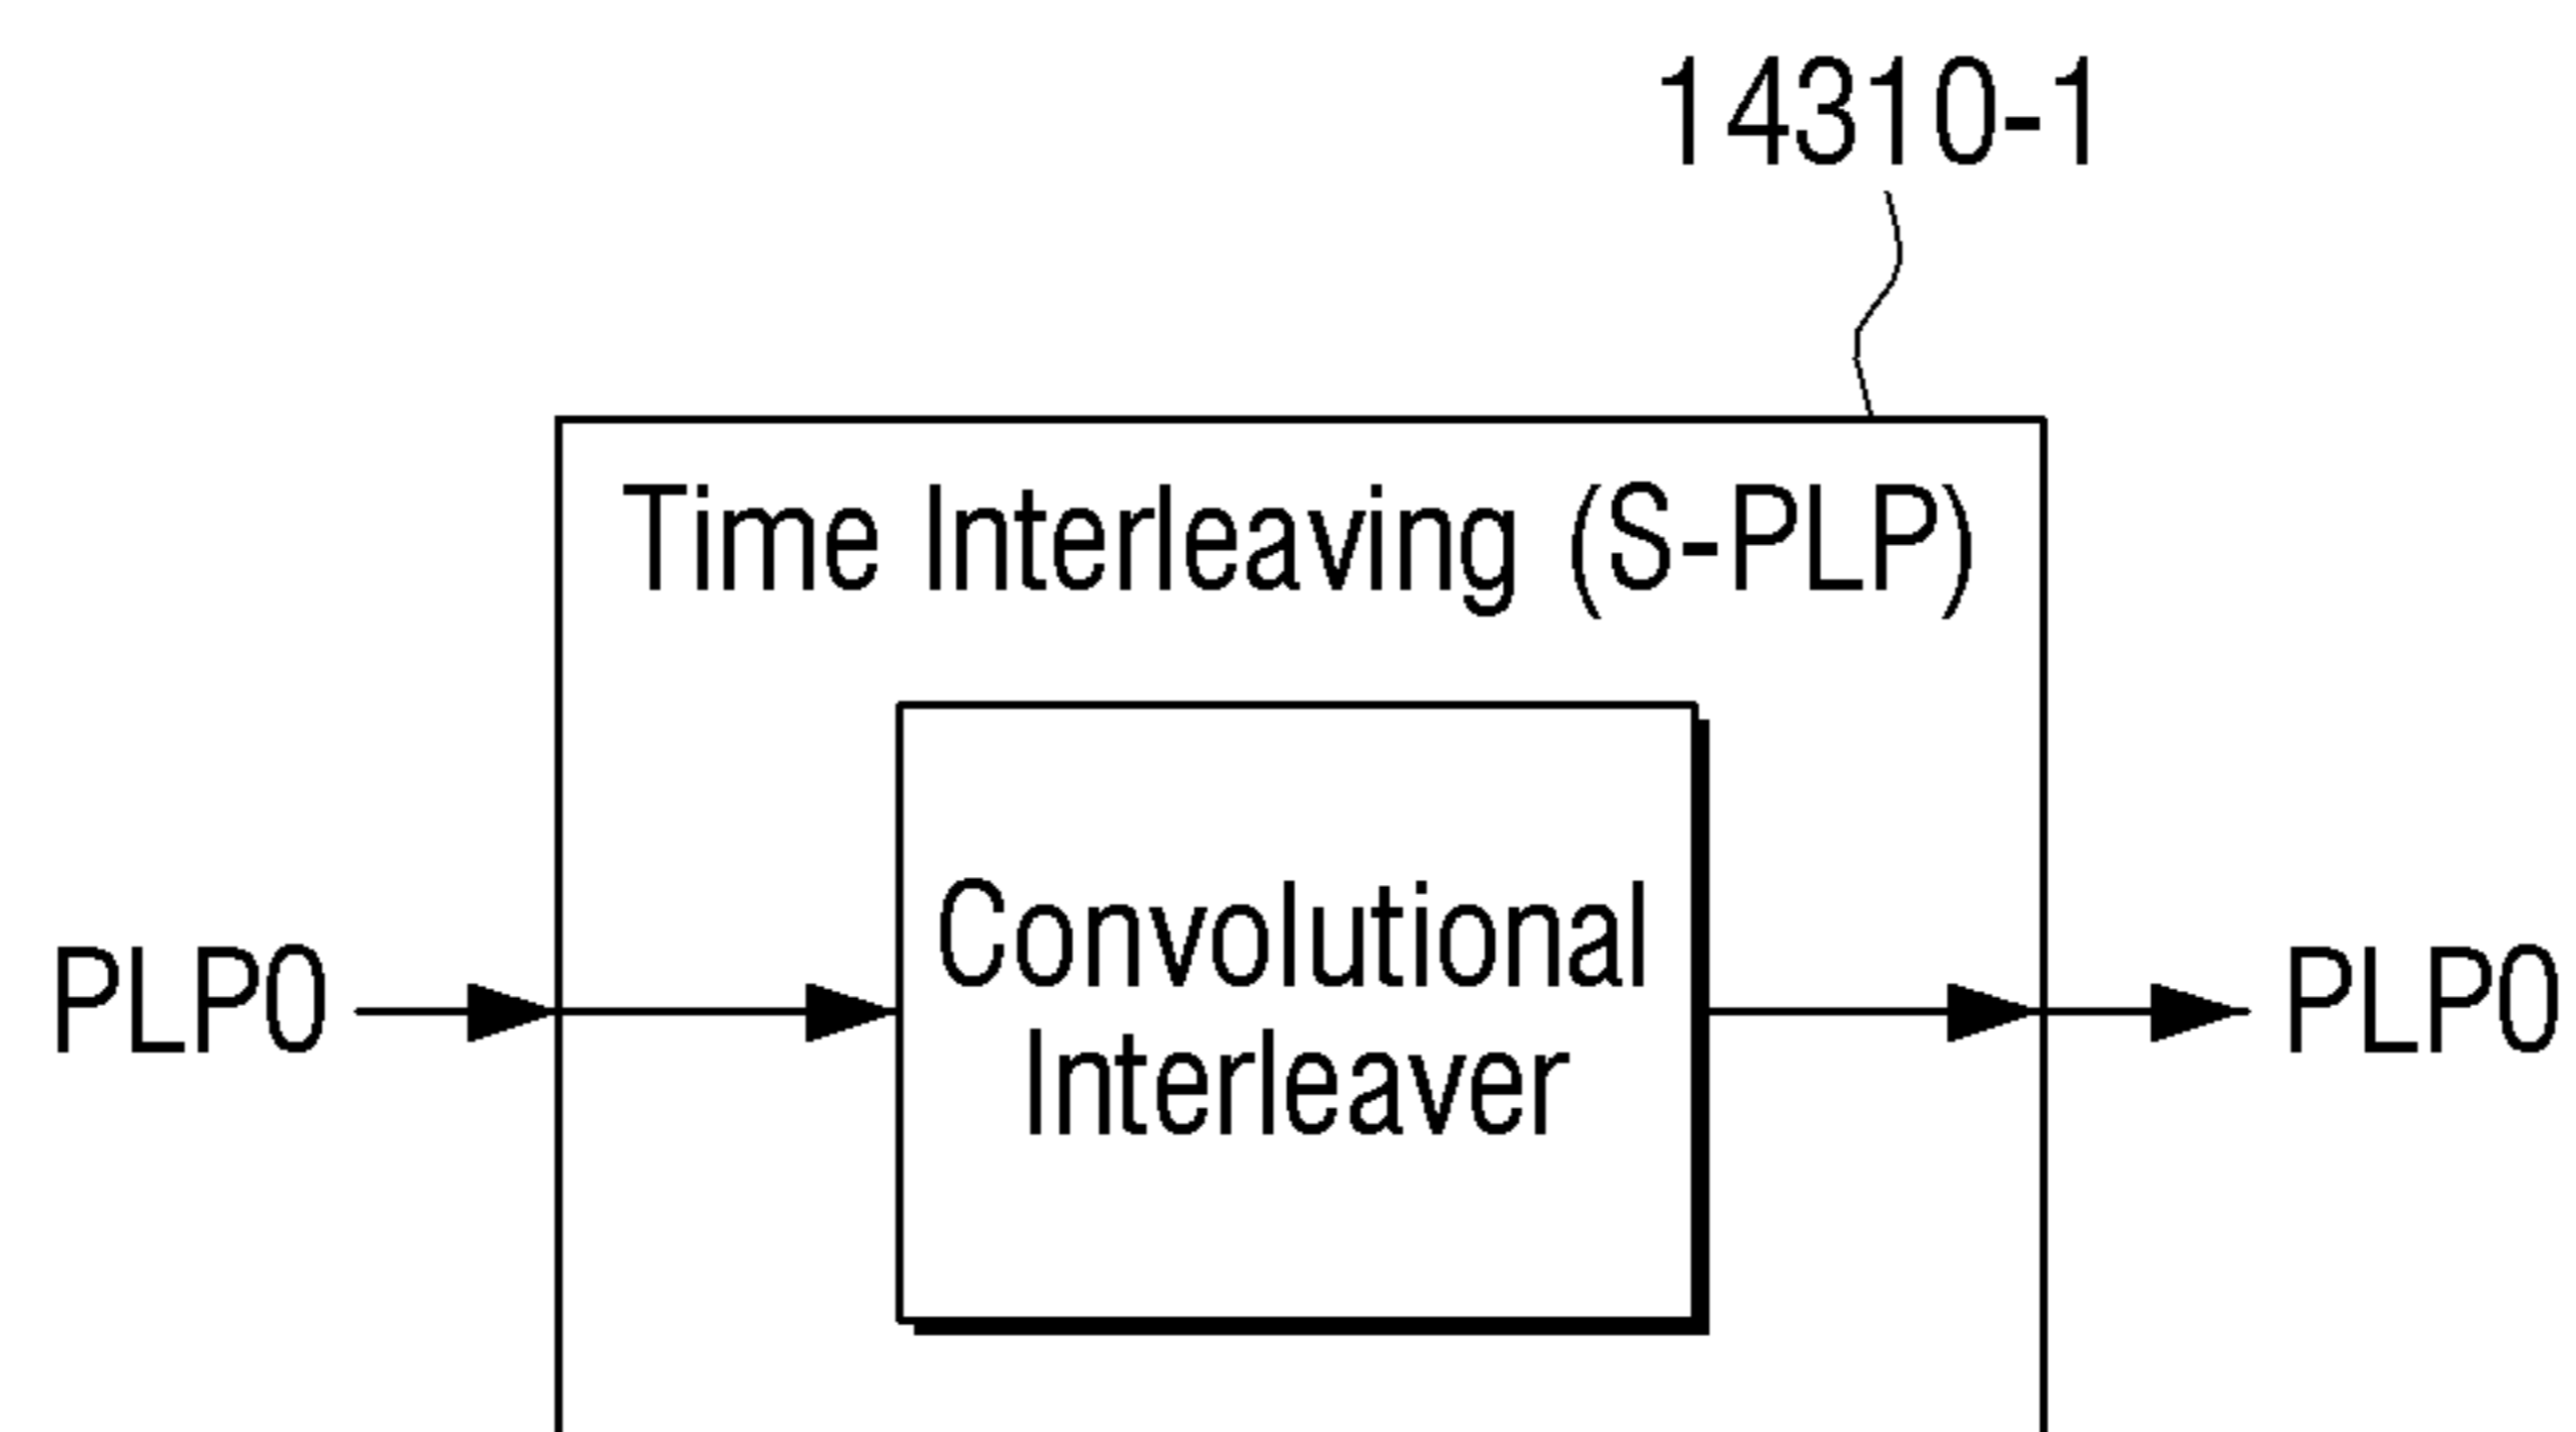 14310-1
Time Interleaving (S-PLP)
Convolutional
Interleaver
PLP0
PLP0